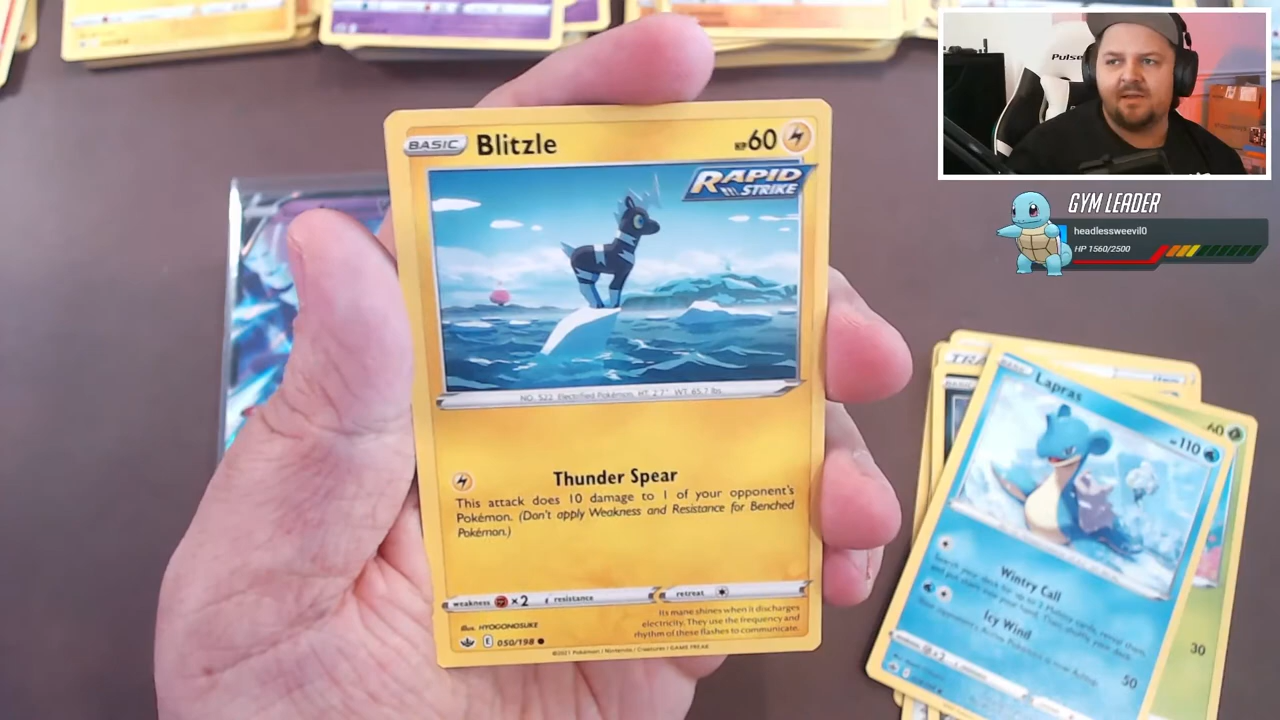 BASIC Blitzle HP 60
RAPID STRIKE
NO. 522 Electrified Pokémon HT: 2'7" WT: 65.7 lbs
Thunder Spear
This attack does 10 damage to 1 of your opponent's
Pokémon. (Don't apply Weakness and Resistance for Benched
Pokémon.)
weakness ×2 resistance retreat
Illus. HYOGONOSUKE
Its mane shines when it discharges
electricity. They use the frequency and
rhythm of these flashes to communicate.
E 050/198
©2021 Pokémon / Nintendo / Creatures / GAME FREAK
Pulse
GYM LEADER
headlessweevil0
HP 1560/2500
TRA
60
Lapras
110
Wintry Call
Icy Wind
50
30